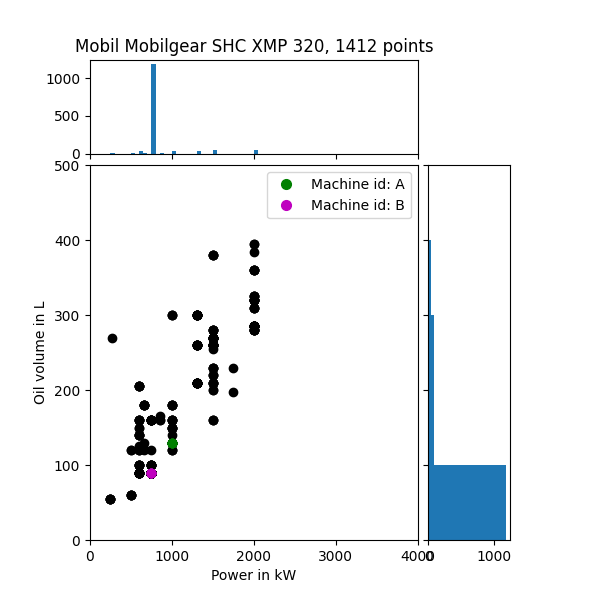 Mobil Mobilgear SHC XMP 320, 1412 points
1000
500
0
500
400
300
200
100
0
Oil volume in L
Machine id: A
Machine id: B
0 1000 2000 3000 4000
0 1000
Power in kW